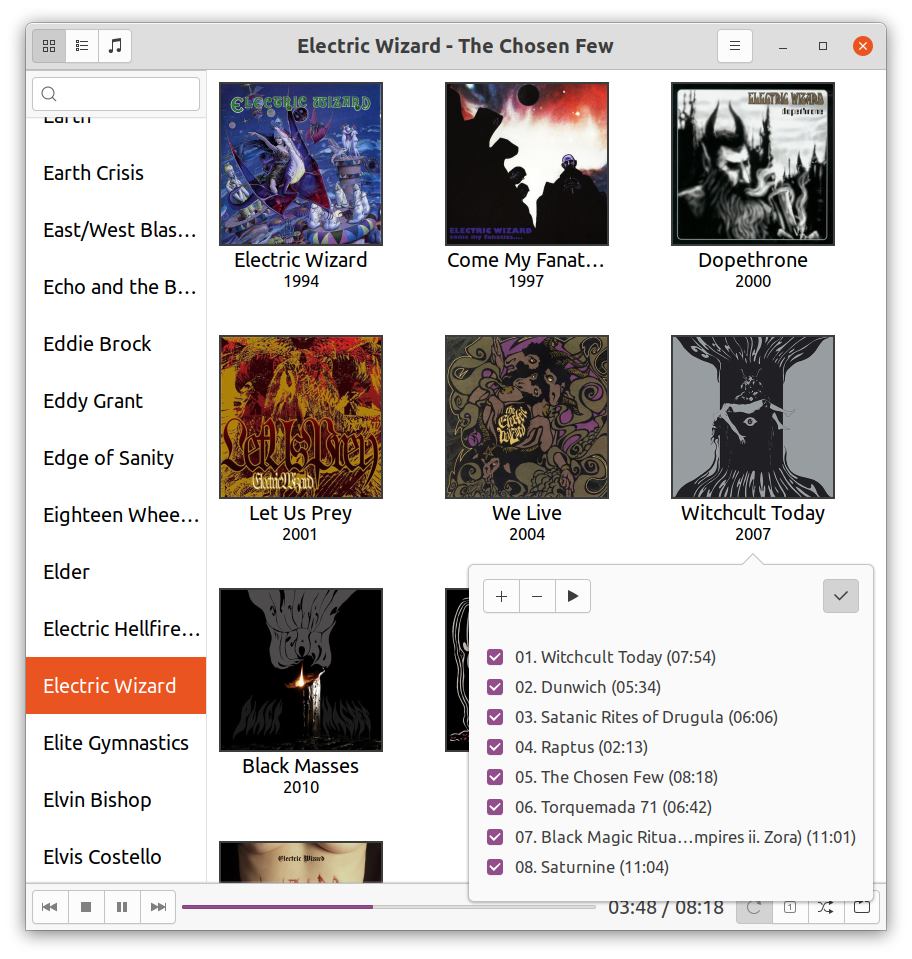 Electric Wizard - The Chosen Few
Earth
Earth Crisis
East/West Blas…
Echo and the B…
Eddie Brock
Eddy Grant
Edge of Sanity
Eighteen Whee…
Elder
Electric Hellfire…
Electric Wizard
Elite Gymnastics
Elvin Bishop
Elvis Costello
ELECTRIC WIZARD
Electric Wizard
1994
ELECTRIC WIZARD
come my fanatics....
Come My Fanat…
1997
ELECTRIC WIZARD
dopethrone
Dopethrone
2000
Let Us Prey
Electric Wizard
Let Us Prey
2001
the Electric Wizard
We Live
2004
Witchcult Today
2007
BLACK MASSES
Black Masses
2010
Electric Wizard
01. Witchcult Today (07:54)
02. Dunwich (05:34)
03. Satanic Rites of Drugula (06:06)
04. Raptus (02:13)
05. The Chosen Few (08:18)
06. Torquemada 71 (06:42)
07. Black Magic Ritua…mpires ii. Zora) (11:01)
08. Saturnine (11:04)
03:48 / 08:18
1